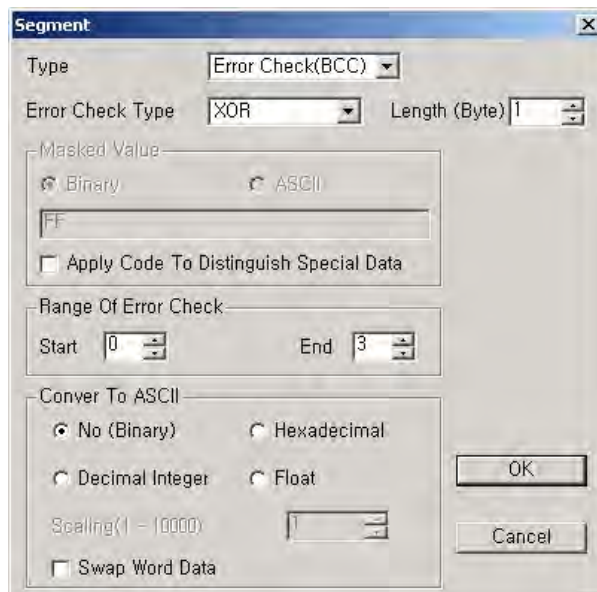 Segment
Type Error Check(BCC)
Error Check Type XOR Length (Byte) 1
Masked Value
Binary ASCII
FF
Apply Code To Distinguish Special Data
Range Of Error Check
Start 0 End 3
Conver To ASCII
No (Binary) Hexadecimal
Decimal Integer Float
Scaling(1 - 10000) 1
Swap Word Data
OK
Cancel